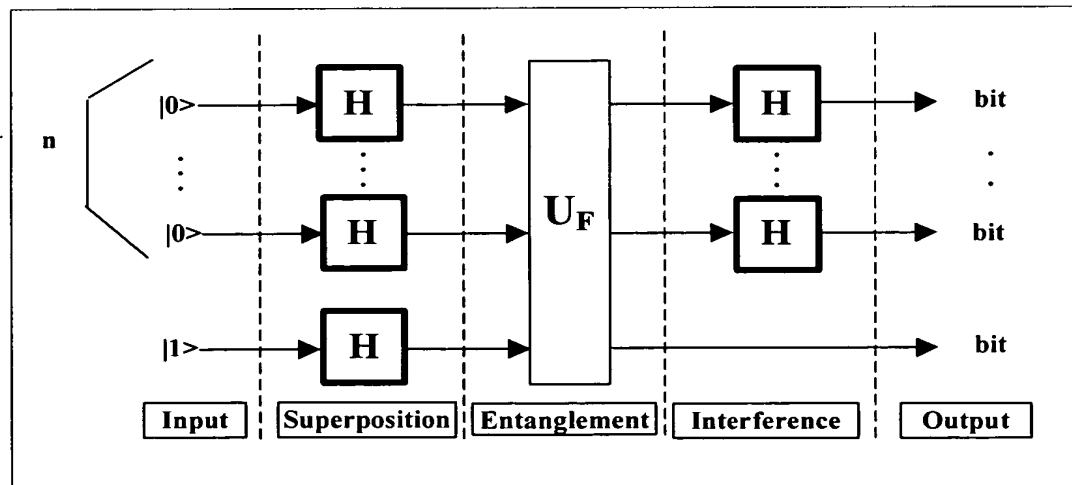 |0> H H bit
n
|0> H U_F H bit
|1> H bit
Input Superposition Entanglement Interference Output